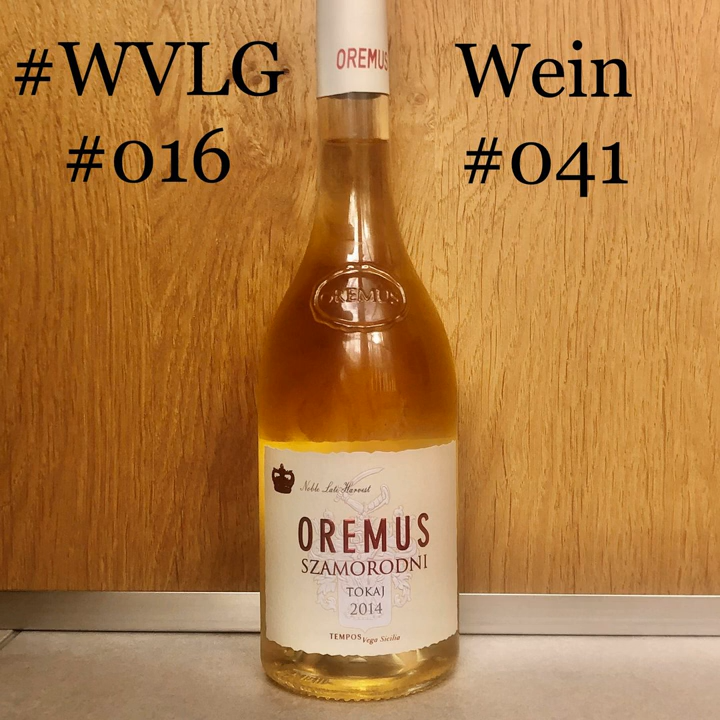 #WVLG
#016
Wein
#041
OREMUS
OREMUS
Noble Late Harvest
OREMUS
SZAMORODNI
TOKAJ
2014
TEMPOS Vega Sicilia